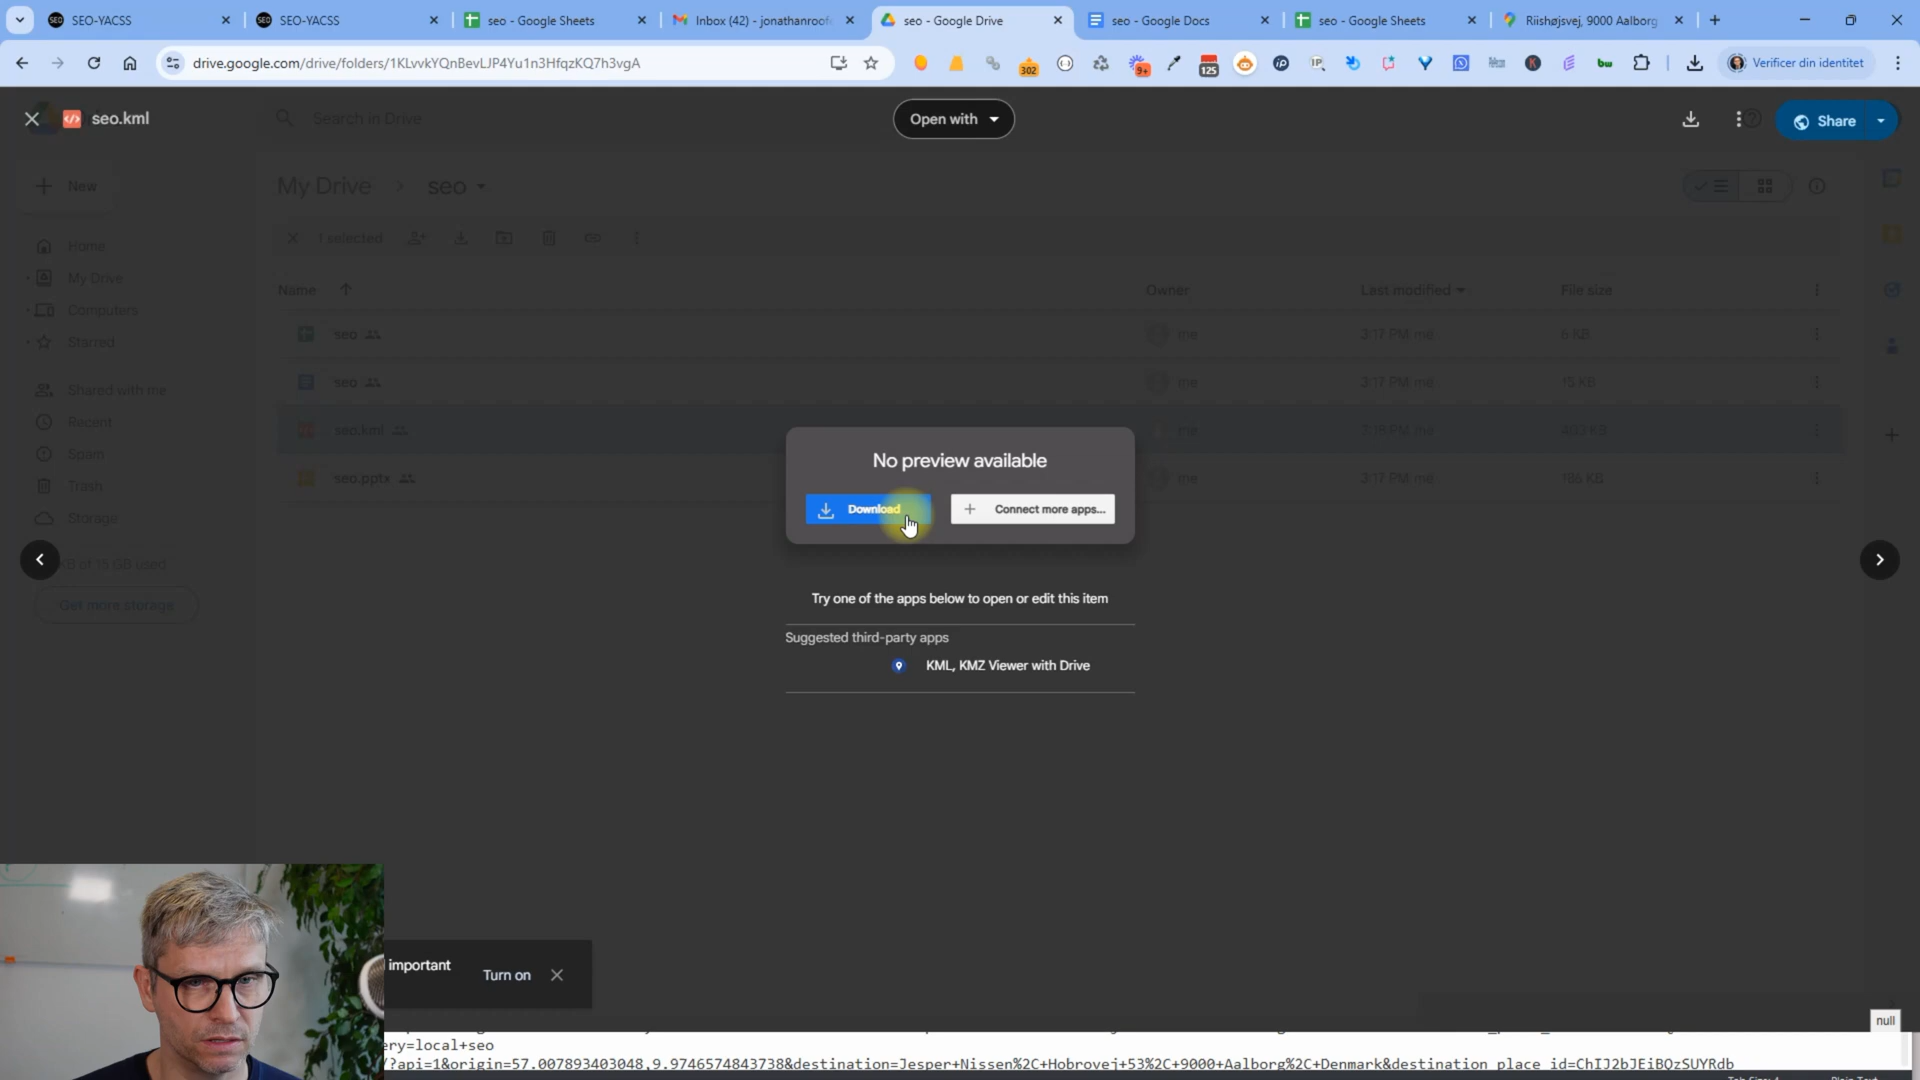 SEO-YACSS
SEO-YACSS
seo - Google Sheets
Inbox (42) - jonathanroof
seo - Google Drive
seo - Google Docs
seo - Google Sheets
Riishøjsvej, 9000 Aalborg
drive.google.com/drive/folders/1KLvvkYQnBevLJP4Yu1n3HfqzKQ7h3vgA
302
9+
125
IP
bw
Verificer din identitet
seo.kml
Search in Drive
Open with
Share
New
My Drive > seo
1 selected
Home
My Drive
Computers
Starred
Shared with me
Recent
Spam
Trash
Storage
KB of 15 GB used
Get more storage
Name
Owner
Last modified
File size
seo
me
3:17 PM me
6 KB
seo
me
3:17 PM me
15 KB
seo.kml
me
7:18 PM me
403 KB
seo.pptx
me
3:17 PM me
No preview available
Download
Connect more apps...
Try one of the apps below to open or edit this item
Suggested third-party apps
KML, KMZ Viewer with Drive
important
Turn on
null
ery=local+seo
/?api=1&origin=57.007893403048,9.9746574843738&destination=Jesper+Nissen%2C+Hobrovej+53%2C+9000+Aalborg%2C+Denmark&destination_place_id=ChIJ2bJEiBQzSUYRdb